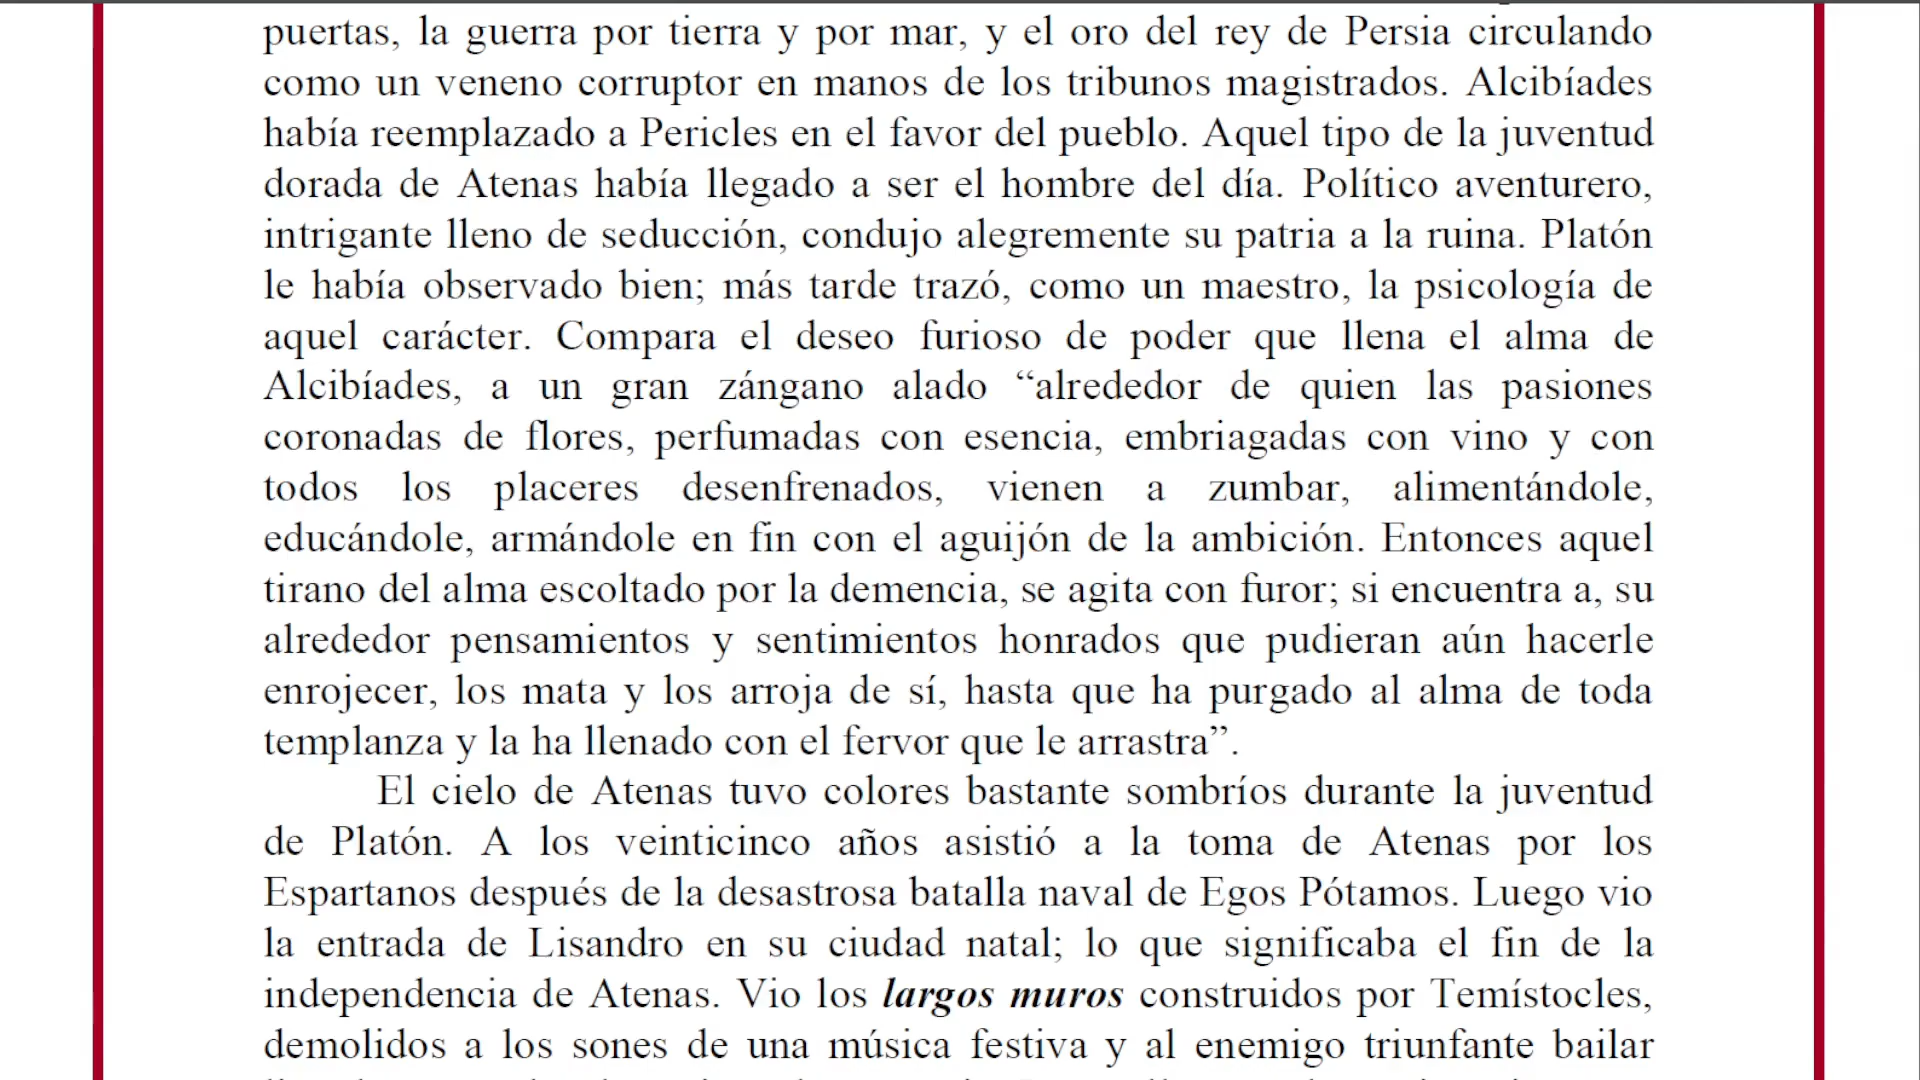 puertas, la guerra por tierra y por mar, y el oro del rey de Persia circulando
como un veneno corruptor en manos de los tribunos magistrados. Alcibíades
había reemplazado a Pericles en el favor del pueblo. Aquel tipo de la juventud
dorada de Atenas había llegado a ser el hombre del día. Político aventurero,
intrigante lleno de seducción, condujo alegremente su patria a la ruina. Platón
le había observado bien; más tarde trazó, como un maestro, la psicología de
aquel carácter. Compara el deseo furioso de poder que llena el alma de
Alcibíades, a un gran zángano alado “alrededor de quien las pasiones
coronadas de flores, perfumadas con esencia, embriagadas con vino y con
todos los placeres desenfrenados, vienen a zumbar, alimentándole,
educándole, armándole en fin con el aguijón de la ambición. Entonces aquel
tirano del alma escoltado por la demencia, se agita con furor; si encuentra a, su
alrededor pensamientos y sentimientos honrados que pudieran aún hacerle
enrojecer, los mata y los arroja de sí, hasta que ha purgado al alma de toda
templanza y la ha llenado con el fervor que le arrastra”.
El cielo de Atenas tuvo colores bastante sombríos durante la juventud
de Platón. A los veinticinco años asistió a la toma de Atenas por los
Espartanos después de la desastrosa batalla naval de Egos Pótamos. Luego vio
la entrada de Lisandro en su ciudad natal; lo que significaba el fin de la
independencia de Atenas. Vio los largos muros construidos por Temístocles,
demolidos a los sones de una música festiva y al enemigo triunfante bailar